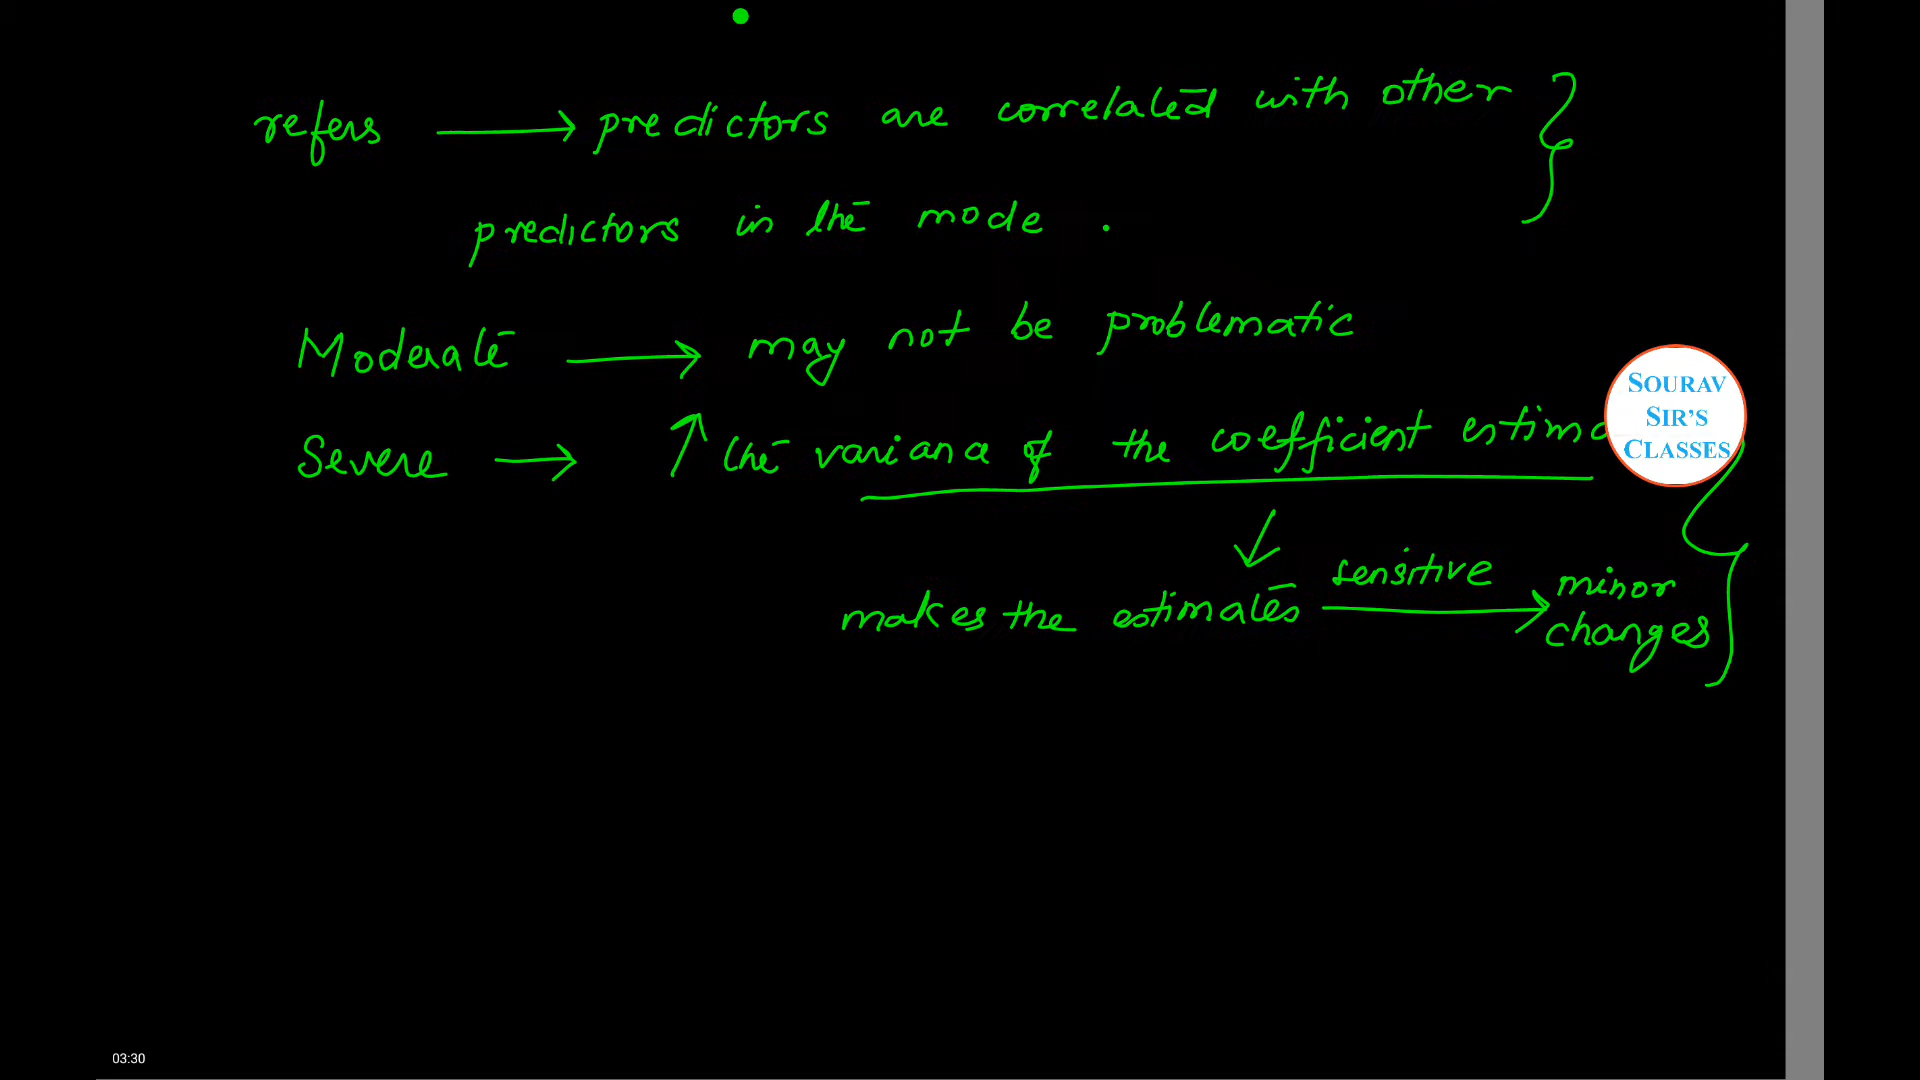 refers → predictors are correlated with other
predictors in the mode .
Moderate → may not be problematic
Severe → ↑ the variana of the coefficient estima
makes the estimates sensitive → minor
changes
SOURAV
SIR'S
CLASSES
03:30